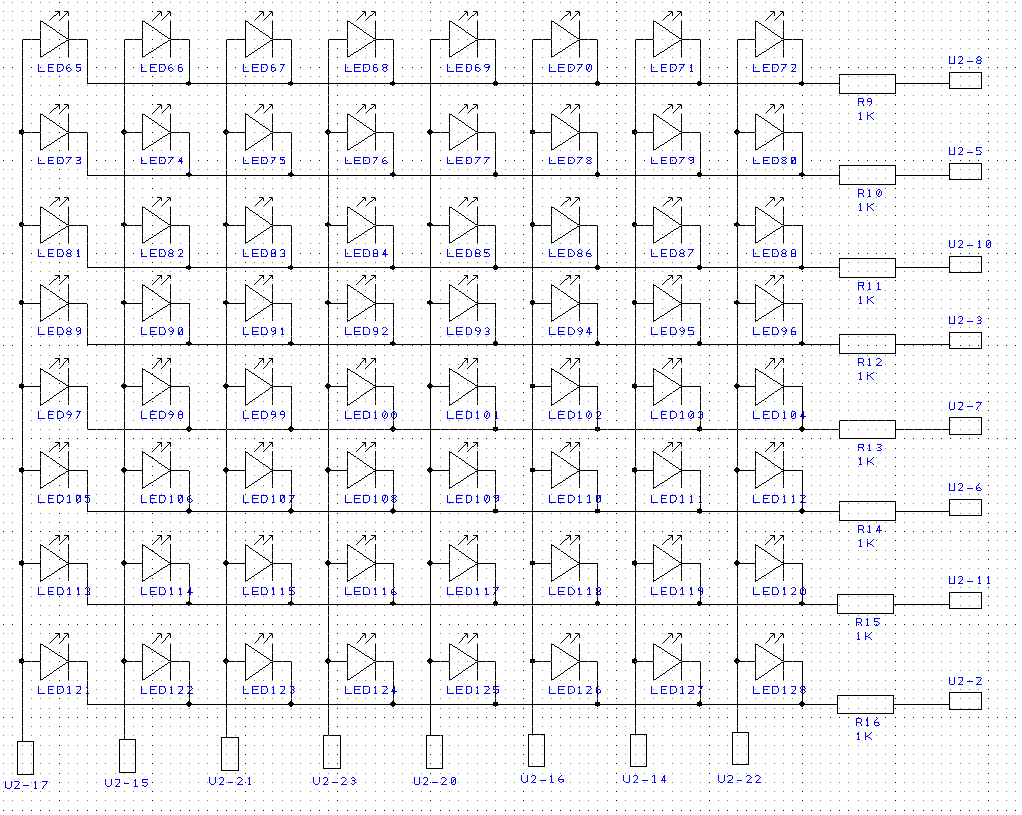 LED65 LED66 LED67 LED68 LED69 LED70 LED71 LED72
U2-8
R9
1K
LED73 LED74 LED75 LED76 LED77 LED78 LED79 LED80
U2-5
R10
1K
LED81 LED82 LED83 LED84 LED85 LED86 LED87 LED88
U2-10
R11
1K
LED89 LED90 LED91 LED92 LED93 LED94 LED95 LED96
U2-3
R12
1K
LED97 LED98 LED99 LED100 LED101 LED102 LED103 LED104
U2-7
R13
1K
LED105 LED106 LED107 LED108 LED109 LED110 LED111 LED112
U2-6
R14
1K
LED113 LED114 LED115 LED116 LED117 LED118 LED119 LED120
U2-11
R15
1K
LED121 LED122 LED123 LED124 LED125 LED126 LED127 LED128
U2-2
R16
1K
U2-17 U2-15 U2-21 U2-23 U2-20 U2-16 U2-14 U2-22